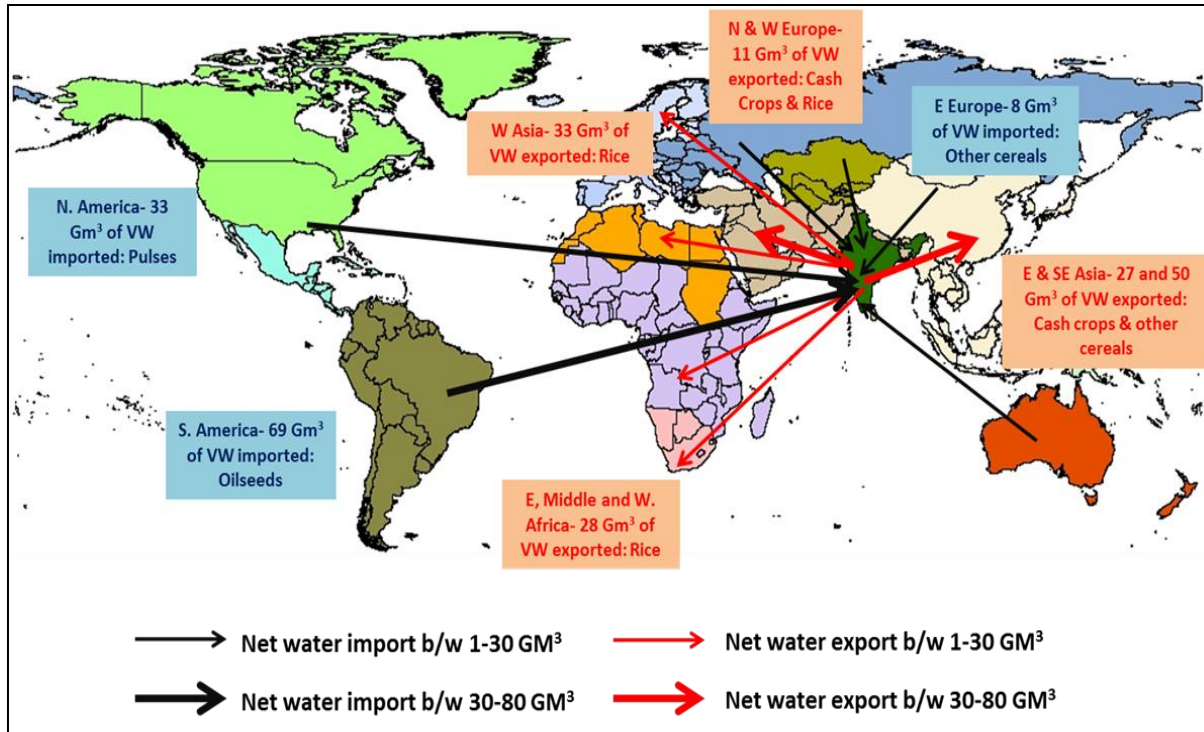 N & W Europe-
11 Gm³ of VW
exported: Cash
Crops & Rice
W Asia- 33 Gm³ of
VW exported: Rice
E Europe- 8 Gm³
of VW imported:
Other cereals
N. America- 33
Gm³ of VW
imported: Pulses
E & SE Asia- 27 and 50
Gm³ of VW exported:
Cash crops & other
cereals
S. America- 69 Gm³
of VW imported:
Oilseeds
E, Middle and W.
Africa- 28 Gm³ of
VW exported: Rice
Net water import b/w 1-30 GM³
Net water export b/w 1-30 GM³
Net water import b/w 30-80 GM³
Net water export b/w 30-80 GM³